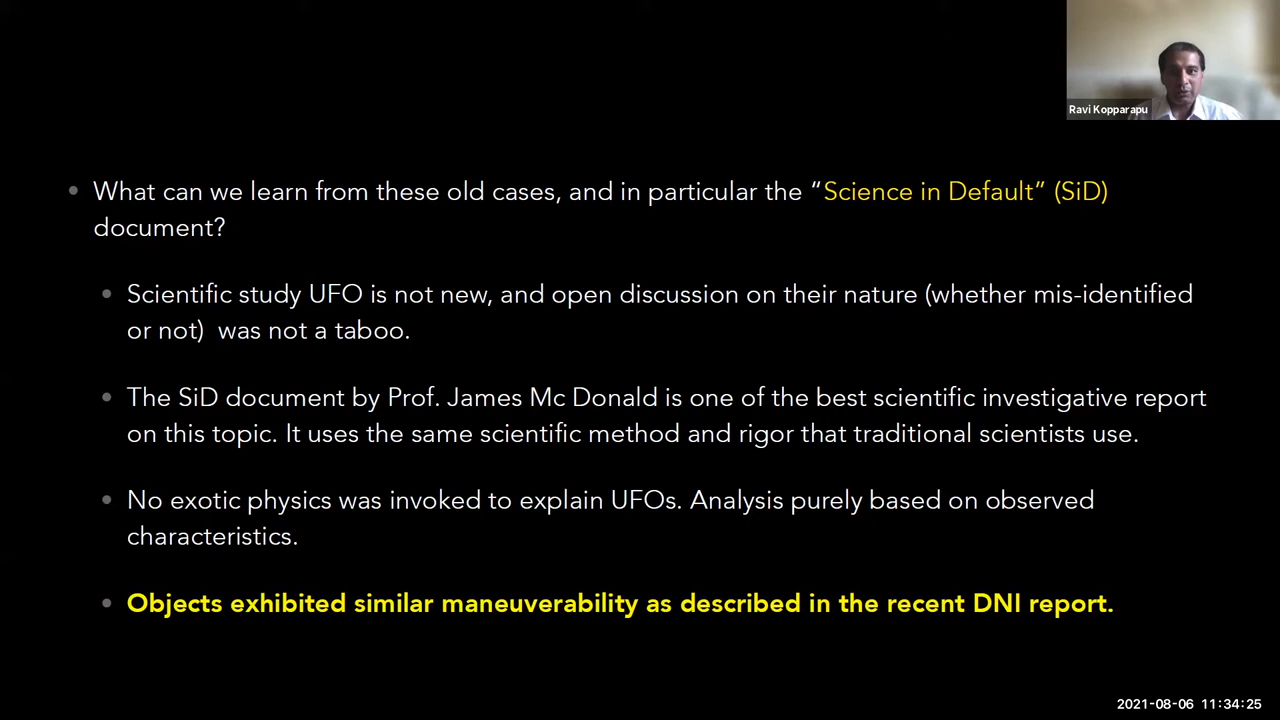 Ravi Kopparapu
• What can we learn from these old cases, and in particular the “Science in Default” (SiD)
document?
• Scientific study UFO is not new, and open discussion on their nature (whether mis-identified
or not)  was not a taboo.
• The SiD document by Prof. James Mc Donald is one of the best scientific investigative report
on this topic. It uses the same scientific method and rigor that traditional scientists use.
• No exotic physics was invoked to explain UFOs. Analysis purely based on observed
characteristics.
• Objects exhibited similar maneuverability as described in the recent DNI report.
2021-08-06 11:34:25